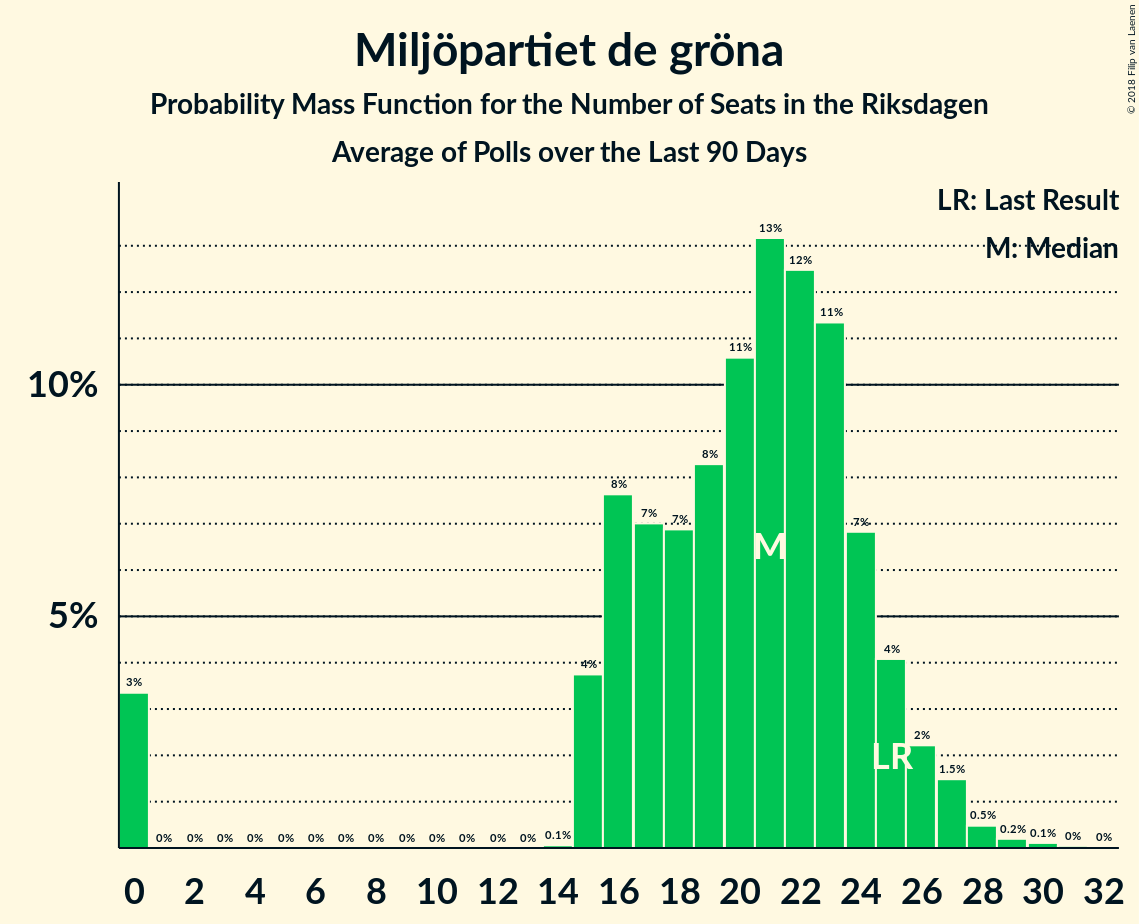 Miljöpartiet de gröna
Probability Mass Function for the Number of Seats in the Riksdagen
Average of Polls over the Last 90 Days
© 2018 Filip van Laenen
LR: Last Result
M: Median
10%
5%
3% 0% 0% 0% 0% 0% 0% 0% 0% 0% 0% 0% 0% 0% 0.1% 4% 8% 7% 7% 8% 11% 13% 12% 11% 7% 4% 2% 1.5% 0.5% 0.2% 0.1% 0% 0%
M
LR
0 2 4 6 8 10 12 14 16 18 20 22 24 26 28 30 32